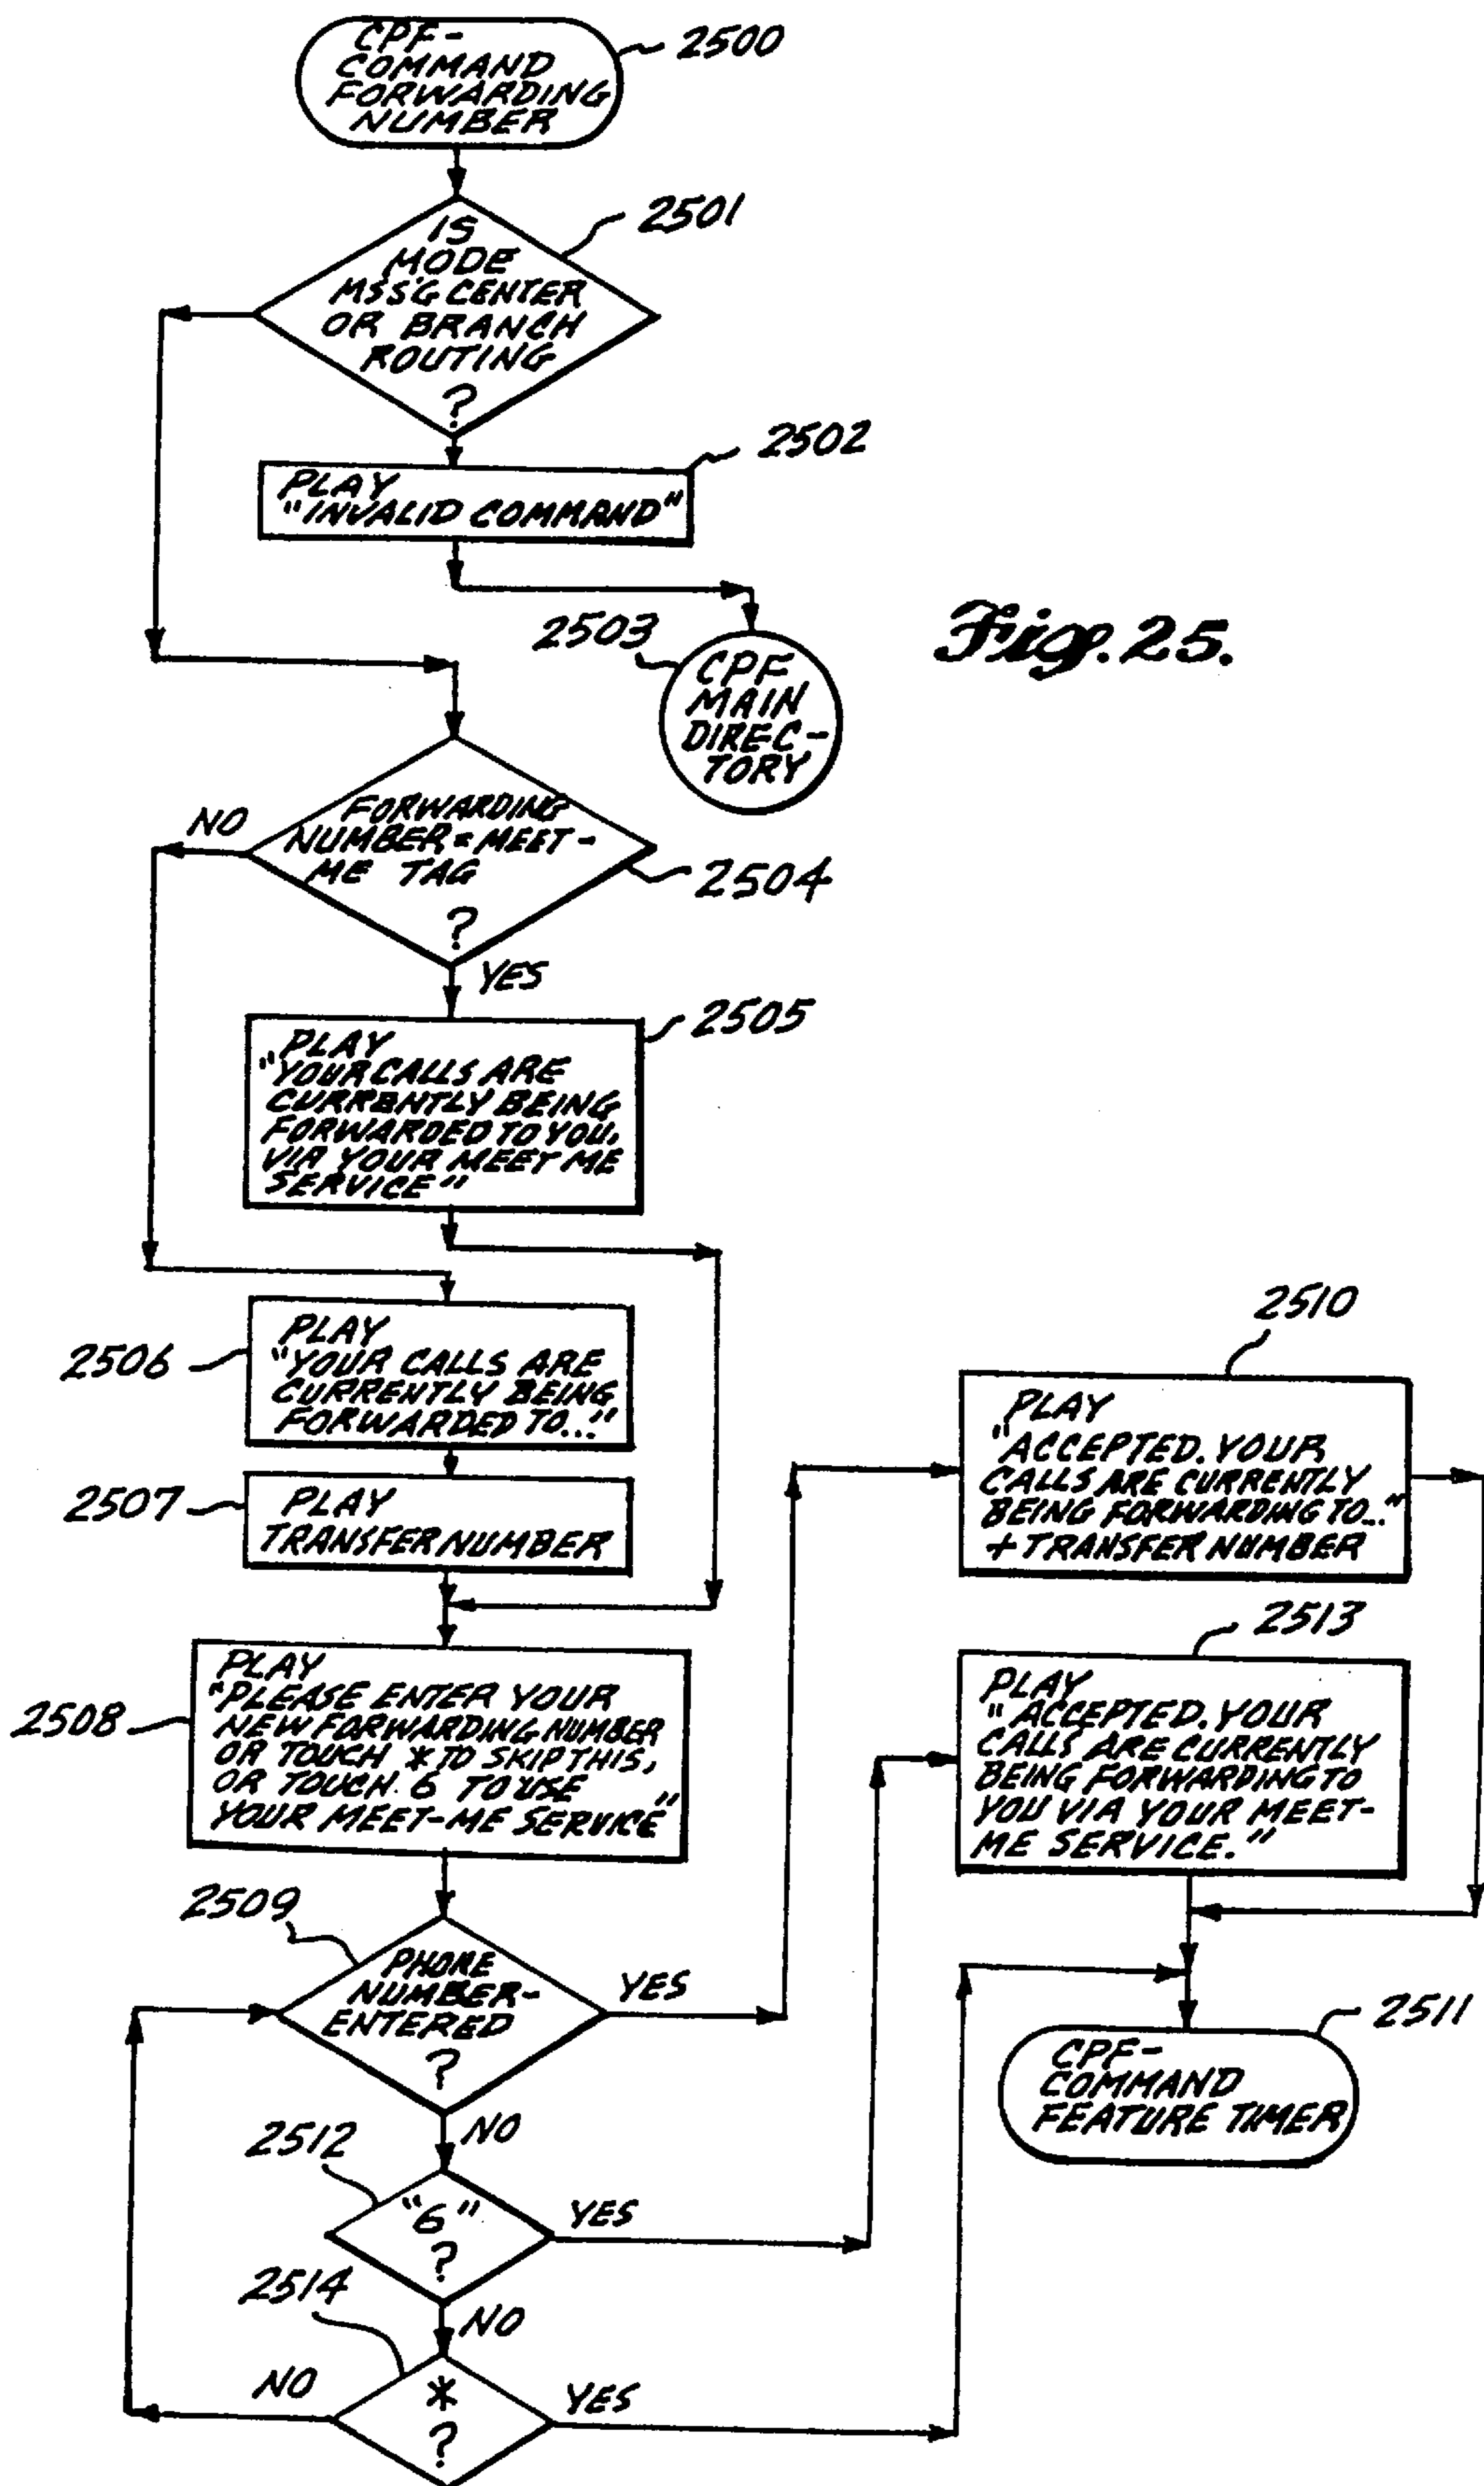 CPF-
COMMAND
FORWARDING
NUMBER
2500
2501
IS
MODE
MSS'G CENTER
OR BRANCH
ROUTING
?
2502
PLAY
"INVALID COMMAND"
2503
CPF
MAIN
DIREC-
TORY
Fig. 25.
FORWARDING
NUMBER = MEET-
ME TAG
?
NO
2504
YES
2505
PLAY
"YOUR CALLS ARE
CURRENTLY BEING
FORWARDED TO YOU,
VIA YOUR MEET ME
SERVICE"
2506
PLAY
"YOUR CALLS ARE
CURRENTLY BEING
FORWARDED TO..."
2507
PLAY
TRANSFER NUMBER
2508
PLAY
"PLEASE ENTER YOUR
NEW FORWARDING NUMBER
OR TOUCH * TO SKIP THIS,
OR TOUCH 6 TO USE
YOUR MEET-ME SERVICE"
2509
PHONE
NUMBER-
ENTERED
?
YES
NO
2512
"6"
?
YES
NO
2514
*
?
NO
YES
2510
PLAY
"ACCEPTED. YOUR
CALLS ARE CURRENTLY
BEING FORWARDING TO..."
+ TRANSFER NUMBER
2513
PLAY
"ACCEPTED. YOUR
CALLS ARE CURRENTLY
BEING FORWARDING TO
YOU VIA YOUR MEET-
ME SERVICE."
2511
CPF-
COMMAND
FEATURE TIMER